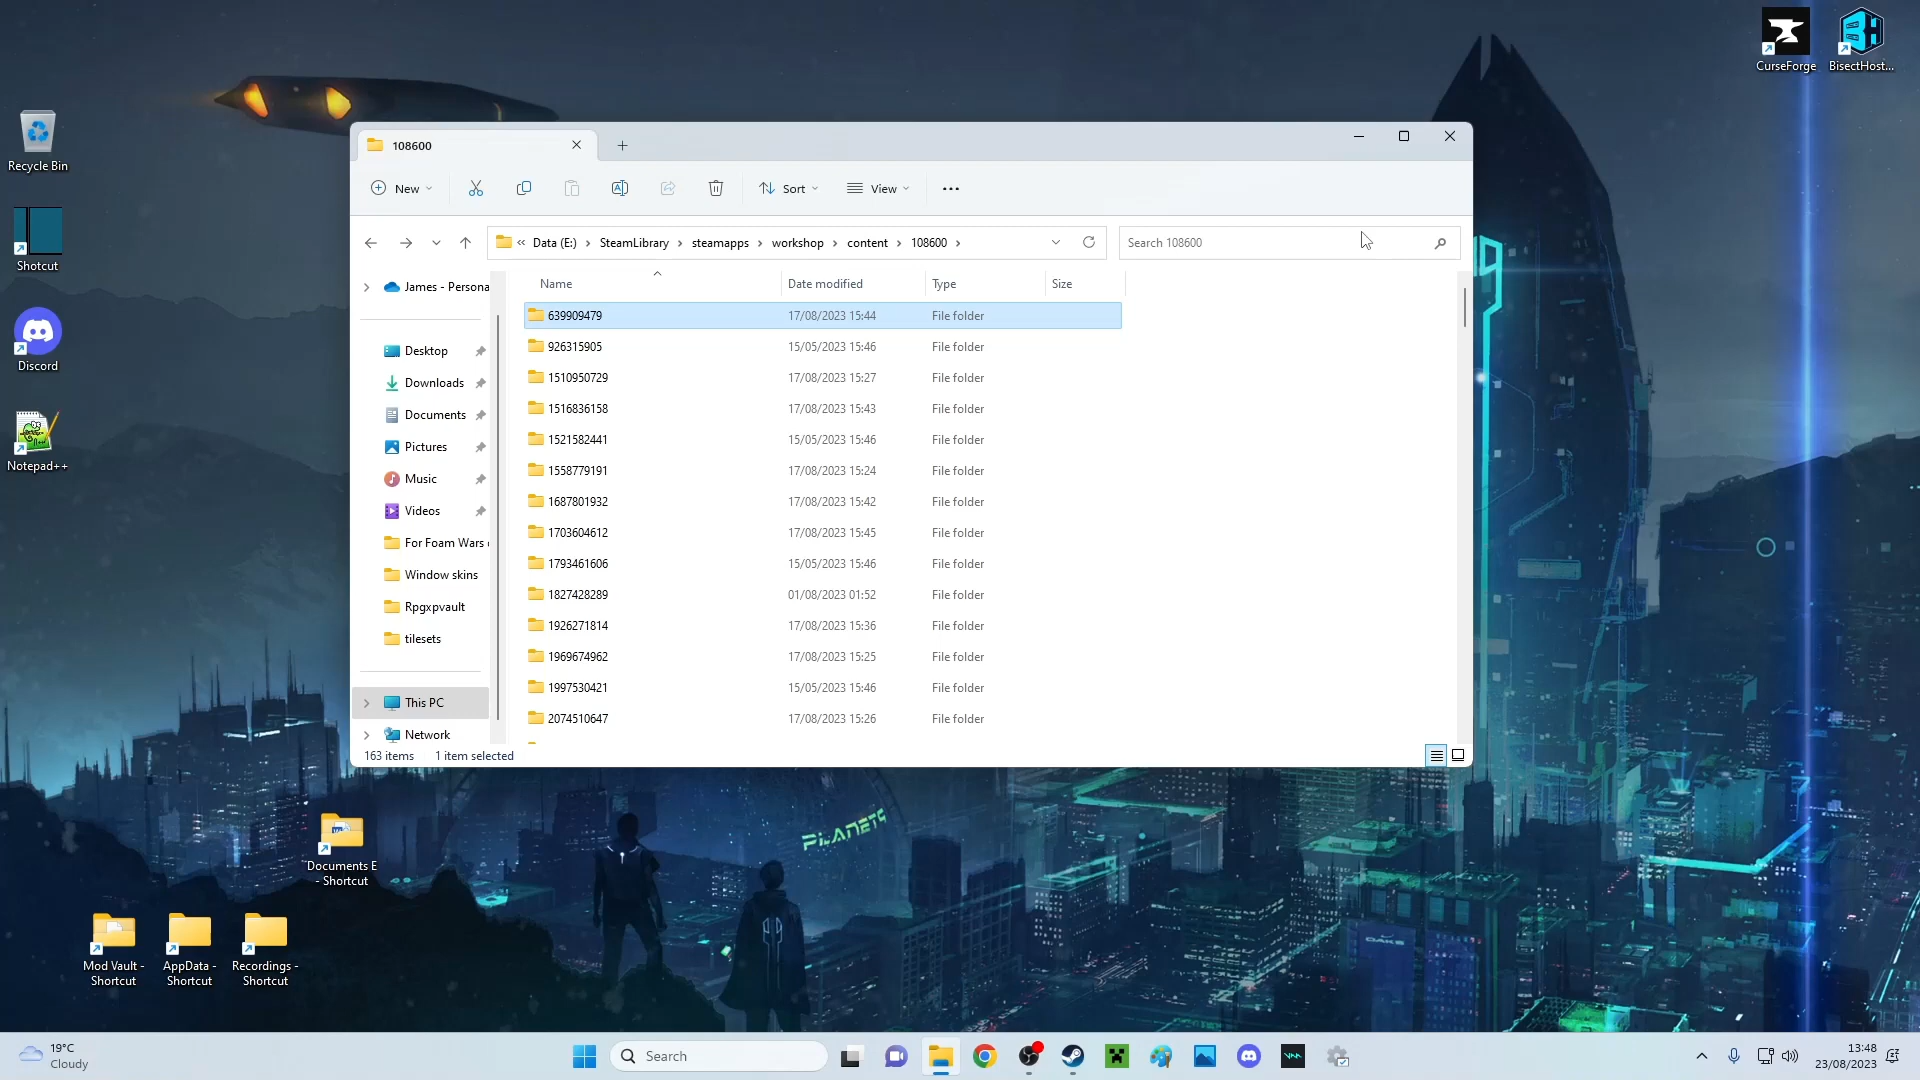 CurseForge
BisectHost...
Recycle Bin
Shotcut
Discord
Notepad++
108600
New
Sort
View
« Data (E:) › SteamLibrary › steamapps › workshop › content › 108600 ›
Search 108600
James - Persona
Desktop
Downloads
Documents
Pictures
Music
Videos
For Foam Wars
Window skins
Rpgxpvault
tilesets
This PC
Network
Name Date modified Type Size
639909479 17/08/2023 15:44 File folder
926315905 15/05/2023 15:46 File folder
1510950729 17/08/2023 15:27 File folder
1516836158 17/08/2023 15:43 File folder
1521582441 15/05/2023 15:46 File folder
1558779191 17/08/2023 15:24 File folder
1687801932 17/08/2023 15:42 File folder
1703604612 17/08/2023 15:45 File folder
1793461606 15/05/2023 15:46 File folder
1827428289 01/08/2023 01:52 File folder
1926271814 17/08/2023 15:36 File folder
1969674962 17/08/2023 15:25 File folder
1997530421 15/05/2023 15:46 File folder
2074510647 17/08/2023 15:26 File folder
163 items 1 item selected
PLANETS
Documents E
- Shortcut
Mod Vault -
Shortcut
AppData -
Shortcut
Recordings -
Shortcut
19°C
Cloudy
Search
13:48
23/08/2023